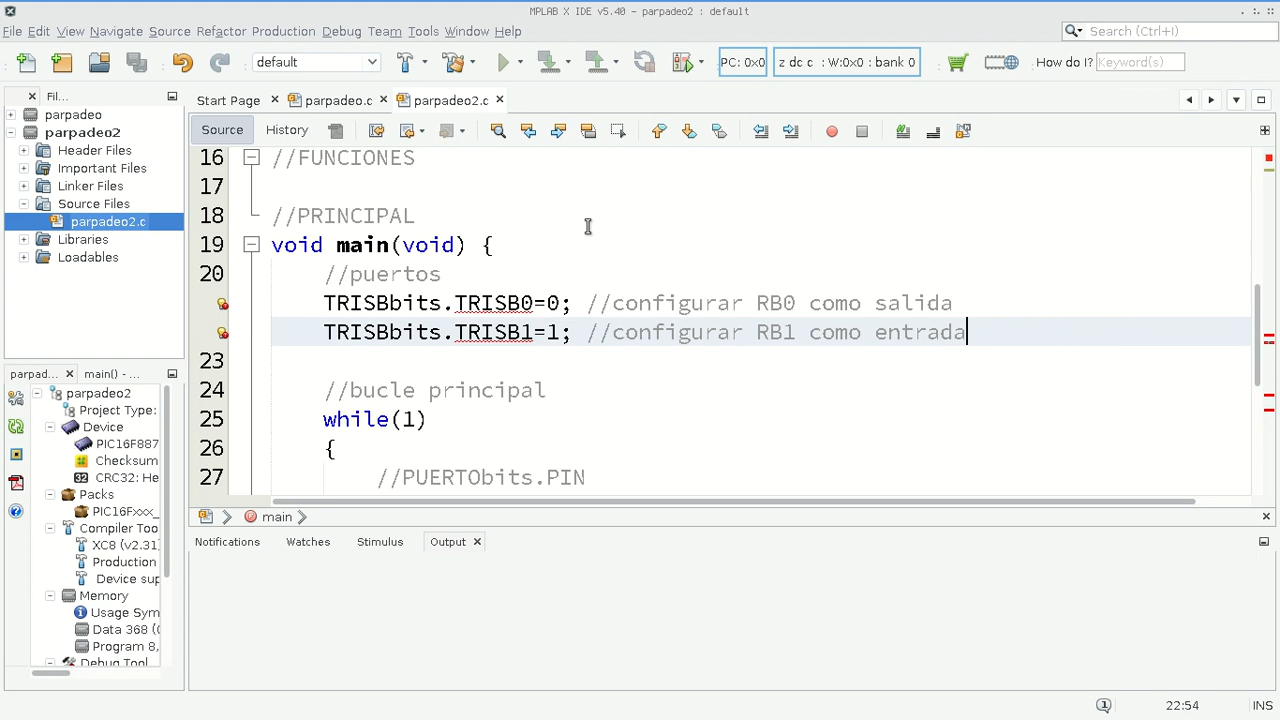 MPLAB X IDE v5.40 - parpadeo2 : default
File Edit View Navigate Source Refactor Production Debug Team Tools Window Help
Search (Ctrl+I)
default
PC: 0x0
z dc c : W:0x0 : bank 0
How do I?
Keyword(s)
Fil...
parpadeo
parpadeo2
Header Files
Important Files
Linker Files
Source Files
parpadeo2.c
Libraries
Loadables
Start Page
parpadeo.c
parpadeo2.c
Source
History
16 //FUNCIONES
17
18 //PRINCIPAL
19 void main(void) {
20 //puertos
TRISBbits.TRISB0=0; //configurar RB0 como salida
TRISBbits.TRISB1=1; //configurar RB1 como entrada
23
24 //bucle principal
25 while(1)
26 {
27 //PUERTObits.PIN
main
parpad...
main() - ...
parpadeo2
Project Type:
Device
PIC16F887
Checksum
CRC32: He
Packs
PIC16Fxxx_
Compiler Too
XC8 (v2.31)
Production
Device sup
Memory
Usage Sym
Data 368 (
Program 8,
Debug Tool
Notifications
Watches
Stimulus
Output
1
22:54
INS